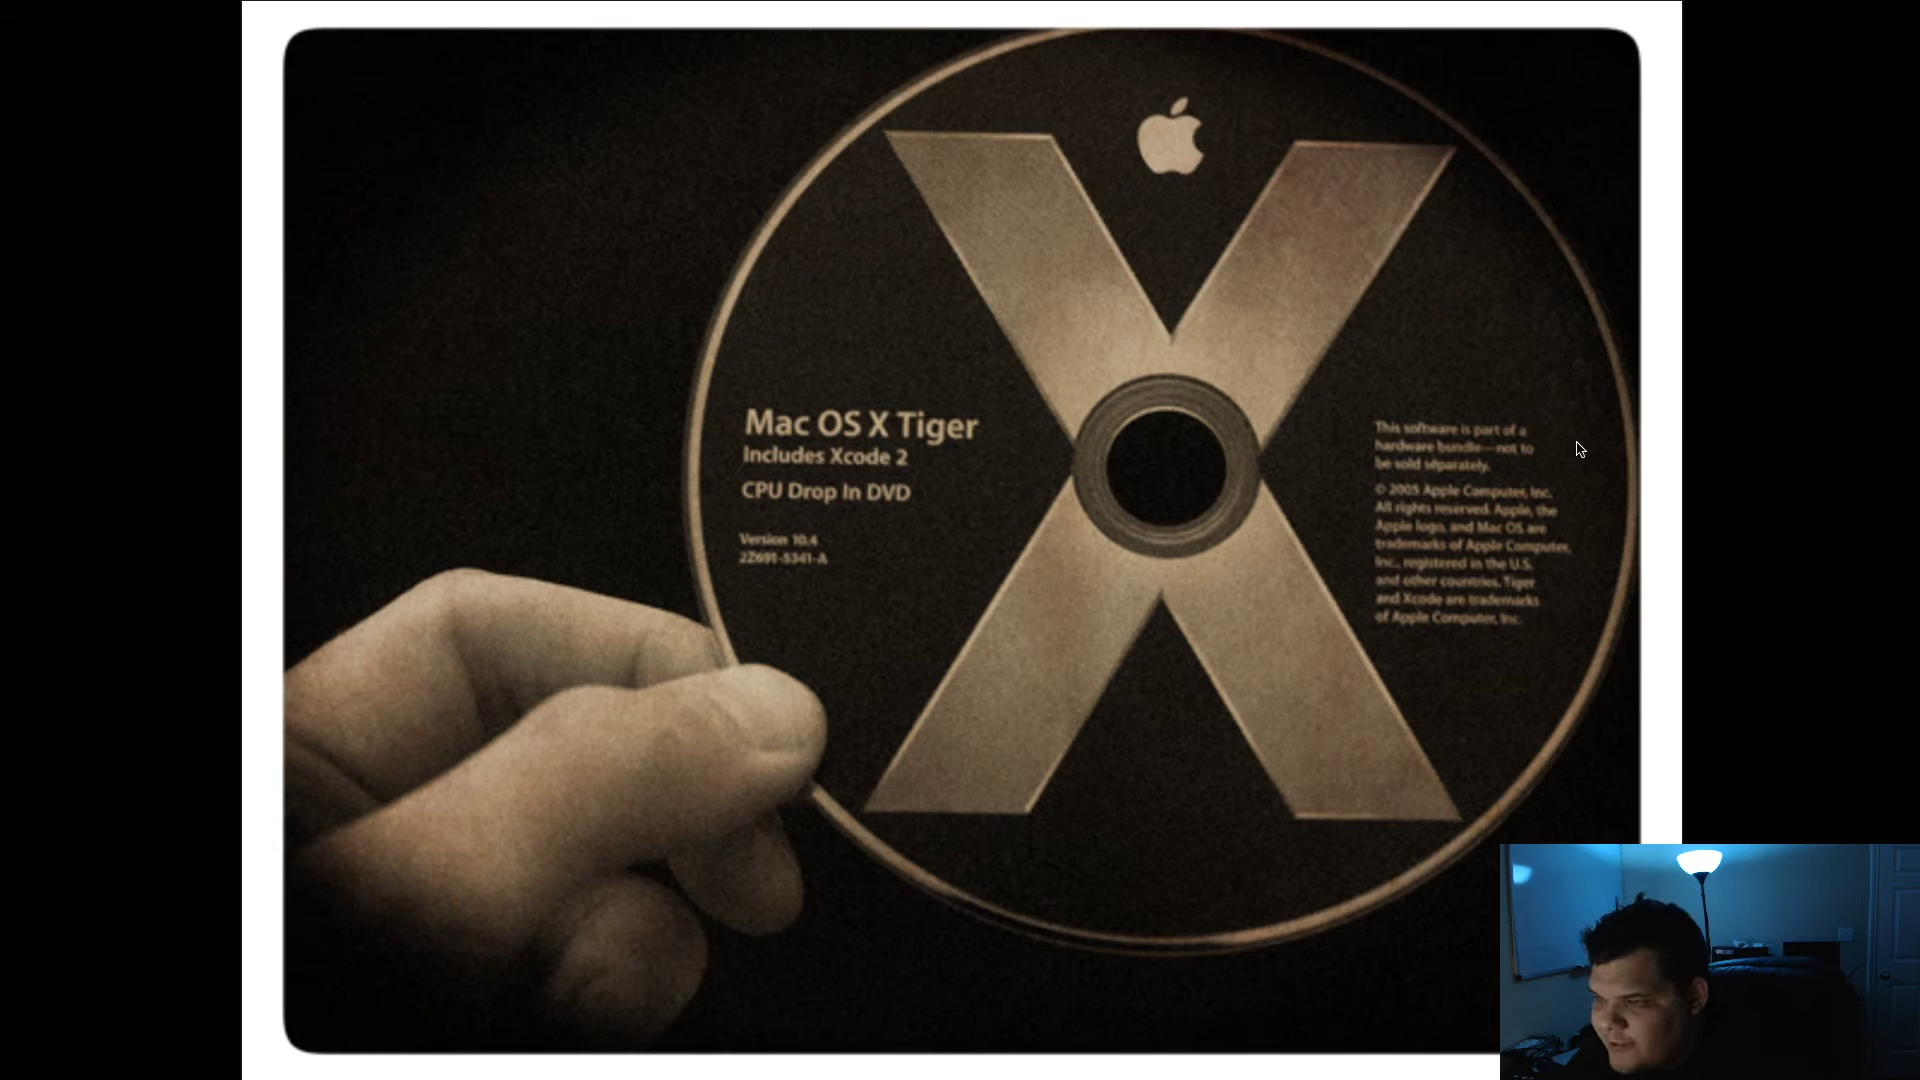 Mac OS X Tiger
Includes Xcode 2
CPU Drop In DVD
Version 10.4
2Z691-5341-A
This software is part of a
hardware bundle—not to
be sold separately.
© 2005 Apple Computer, Inc.
All rights reserved. Apple, the
Apple logo, and Mac OS are
trademarks of Apple Computer,
Inc., registered in the U.S.
and other countries. Tiger
and Xcode are trademarks
of Apple Computer, Inc.